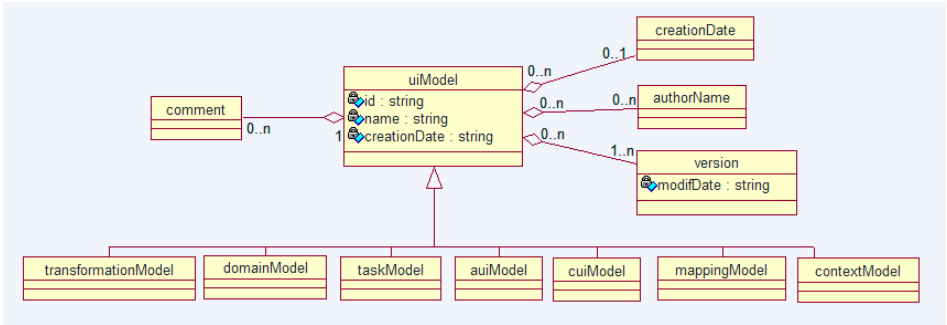 creationDate
0..1
uiModel
0..n
id : string
authorName
comment
0..n
0..n
name : string
0..n
1
creationDate : string
0..n
1..n
version
modifDate : string
transformationModel
domainModel
taskModel
auiModel
cuiModel
mappingModel
contextModel